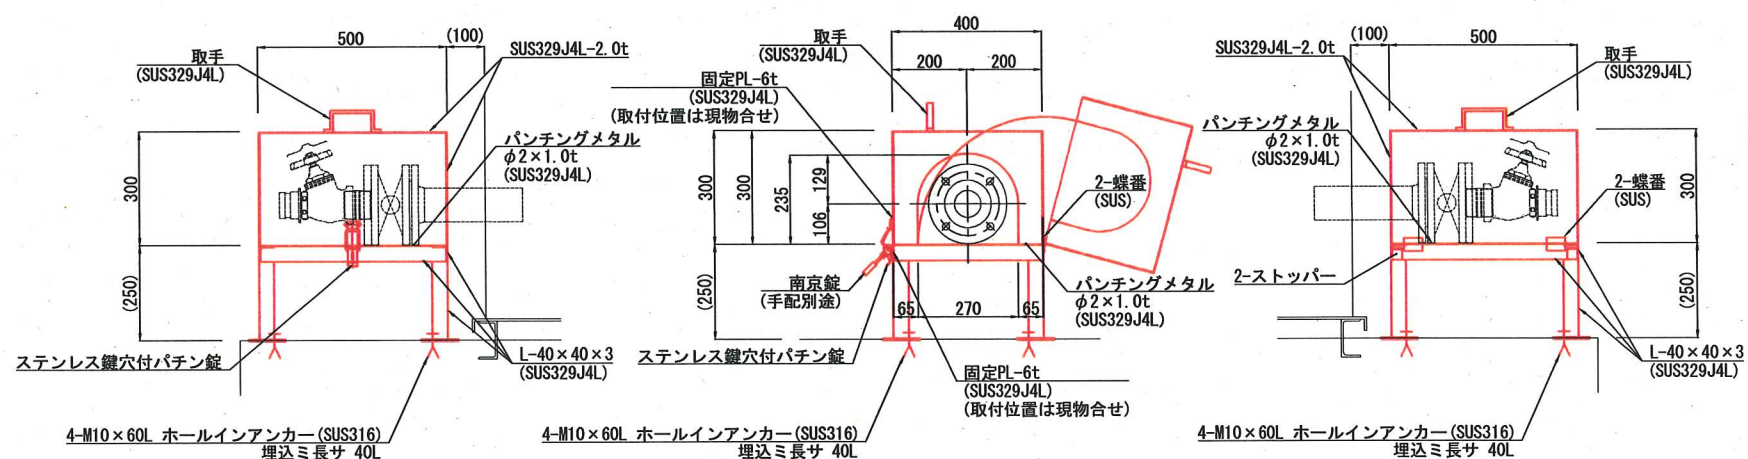 500
(100)
取手
(SUS329J4L)
SUS329J4L-2.0t
パンチングメタル
φ2×1.0t
(SUS329J4L)
300
(250)
ステンレス鍵穴付パチン錠
L-40×40×3
(SUS329J4L)
4-M10×60L ホールインアンカー(SUS316)
埋込ミ長サ 40L
400
200
200
取手
(SUS329J4L)
固定PL-6t
(SUS329J4L)
(取付位置は現物合せ)
300
300
235
129
106
2-蝶番
(SUS)
(250)
南京錠
(手配別途)
65
270
65
パンチングメタル
φ2×1.0t
(SUS329J4L)
ステンレス鍵穴付パチン錠
固定PL-6t
(SUS329J4L)
(取付位置は現物合せ)
4-M10×60L ホールインアンカー(SUS316)
埋込ミ長サ 40L
(100)
500
SUS329J4L-2.0t
取手
(SUS329J4L)
パンチングメタル
φ2×1.0t
(SUS329J4L)
2-蝶番
(SUS)
300
2-ストッパー
(250)
L-40×40×3
(SUS329J4L)
4-M10×60L ホールインアンカー(SUS316)
埋込ミ長サ 40L